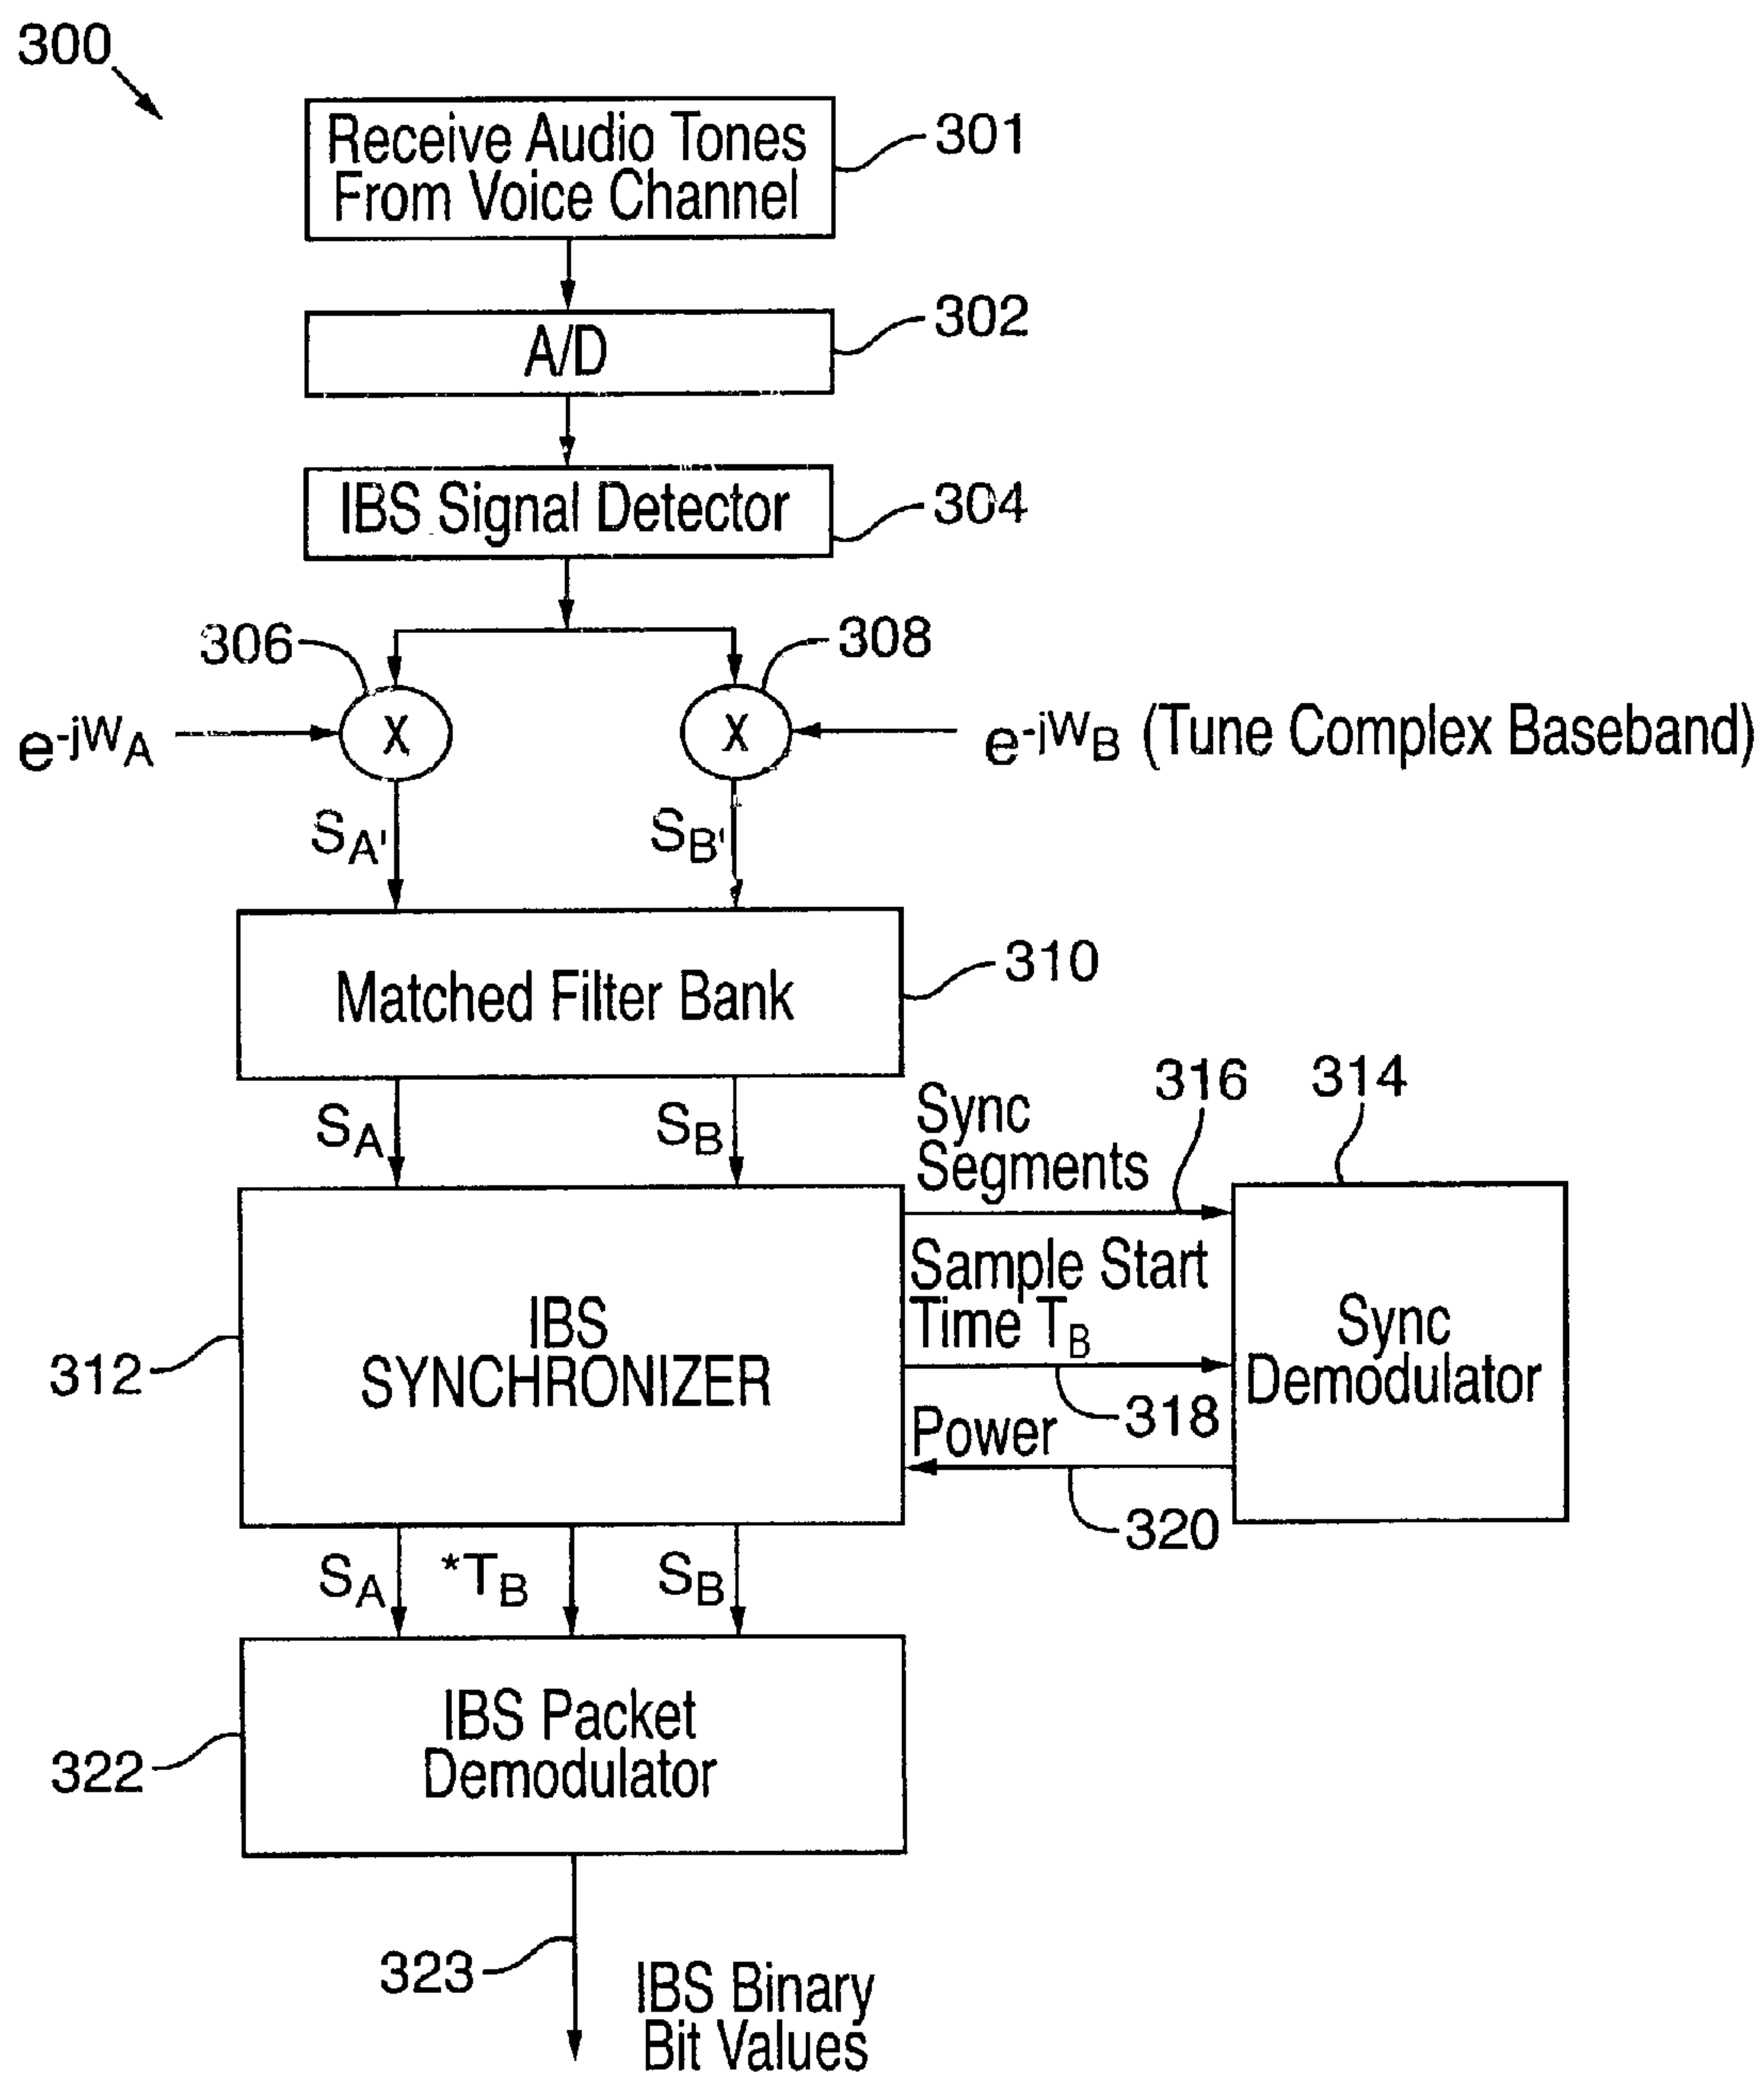 300
Receive Audio Tones
From Voice Channel
301
A/D
302
IBS Signal Detector
304
306
308
e-jWA
X
X
e-jWB (Tune Complex Baseband)
SA'
SB'
Matched Filter Bank
310
SA
SB
Sync
Segments
316
314
Sample Start
Time TB
IBS
SYNCHRONIZER
312
Sync
Demodulator
318
Power
320
SA
*TB
SB
IBS Packet
Demodulator
322
323
IBS Binary
Bit Values